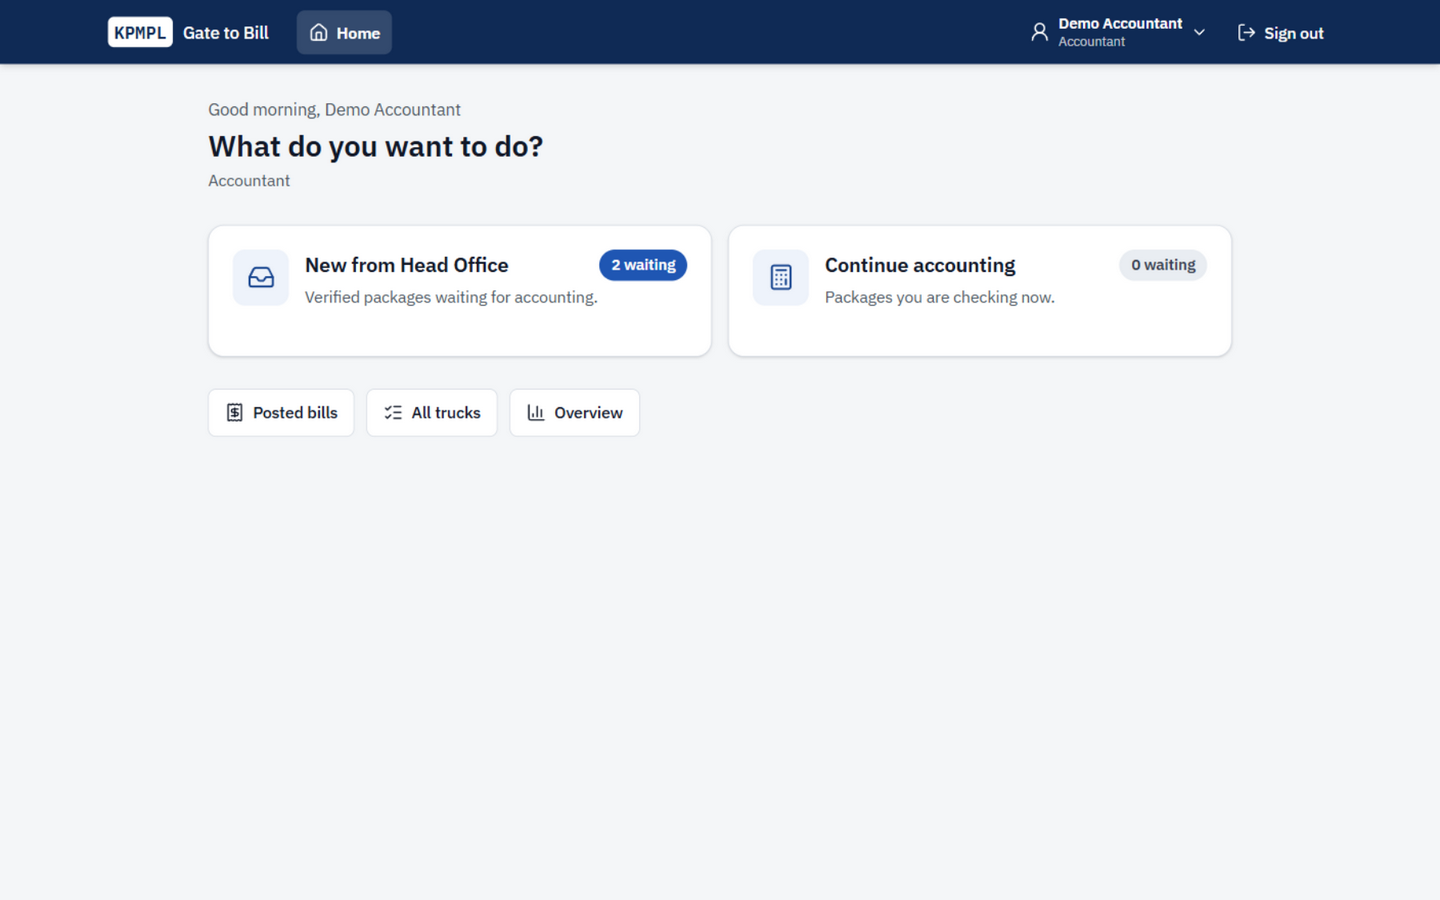 KPMPL Gate to Bill Home Demo Accountant Sign out
Accountant
Good morning, Demo Accountant
What do you want to do?
Accountant
New from Head Office 2 waiting
Verified packages waiting for accounting.
Continue accounting 0 waiting
Packages you are checking now.
Posted bills All trucks Overview